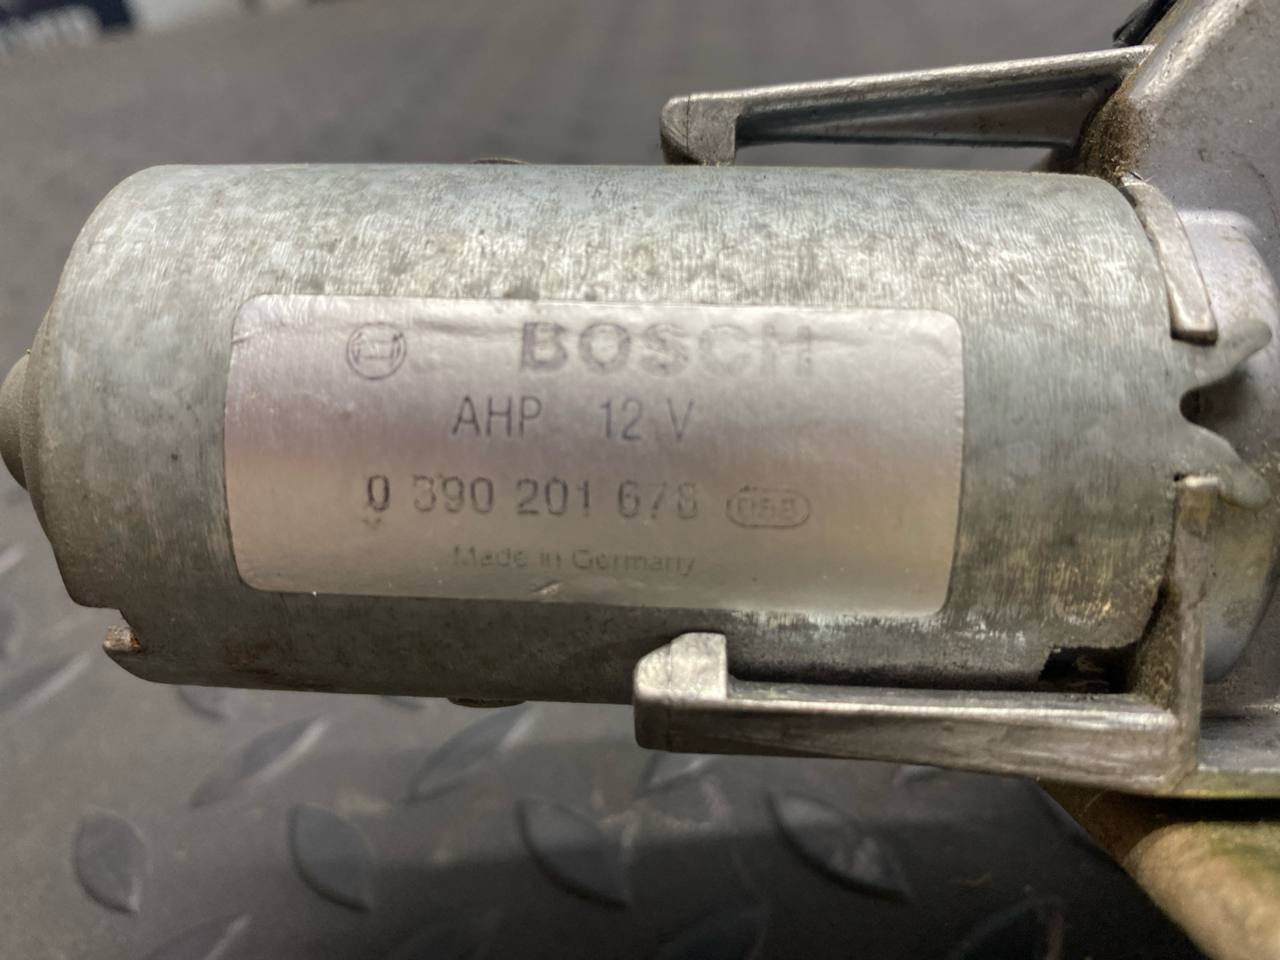 BOSCH
AHP 12 V
0 390 201 678
Made in Germany